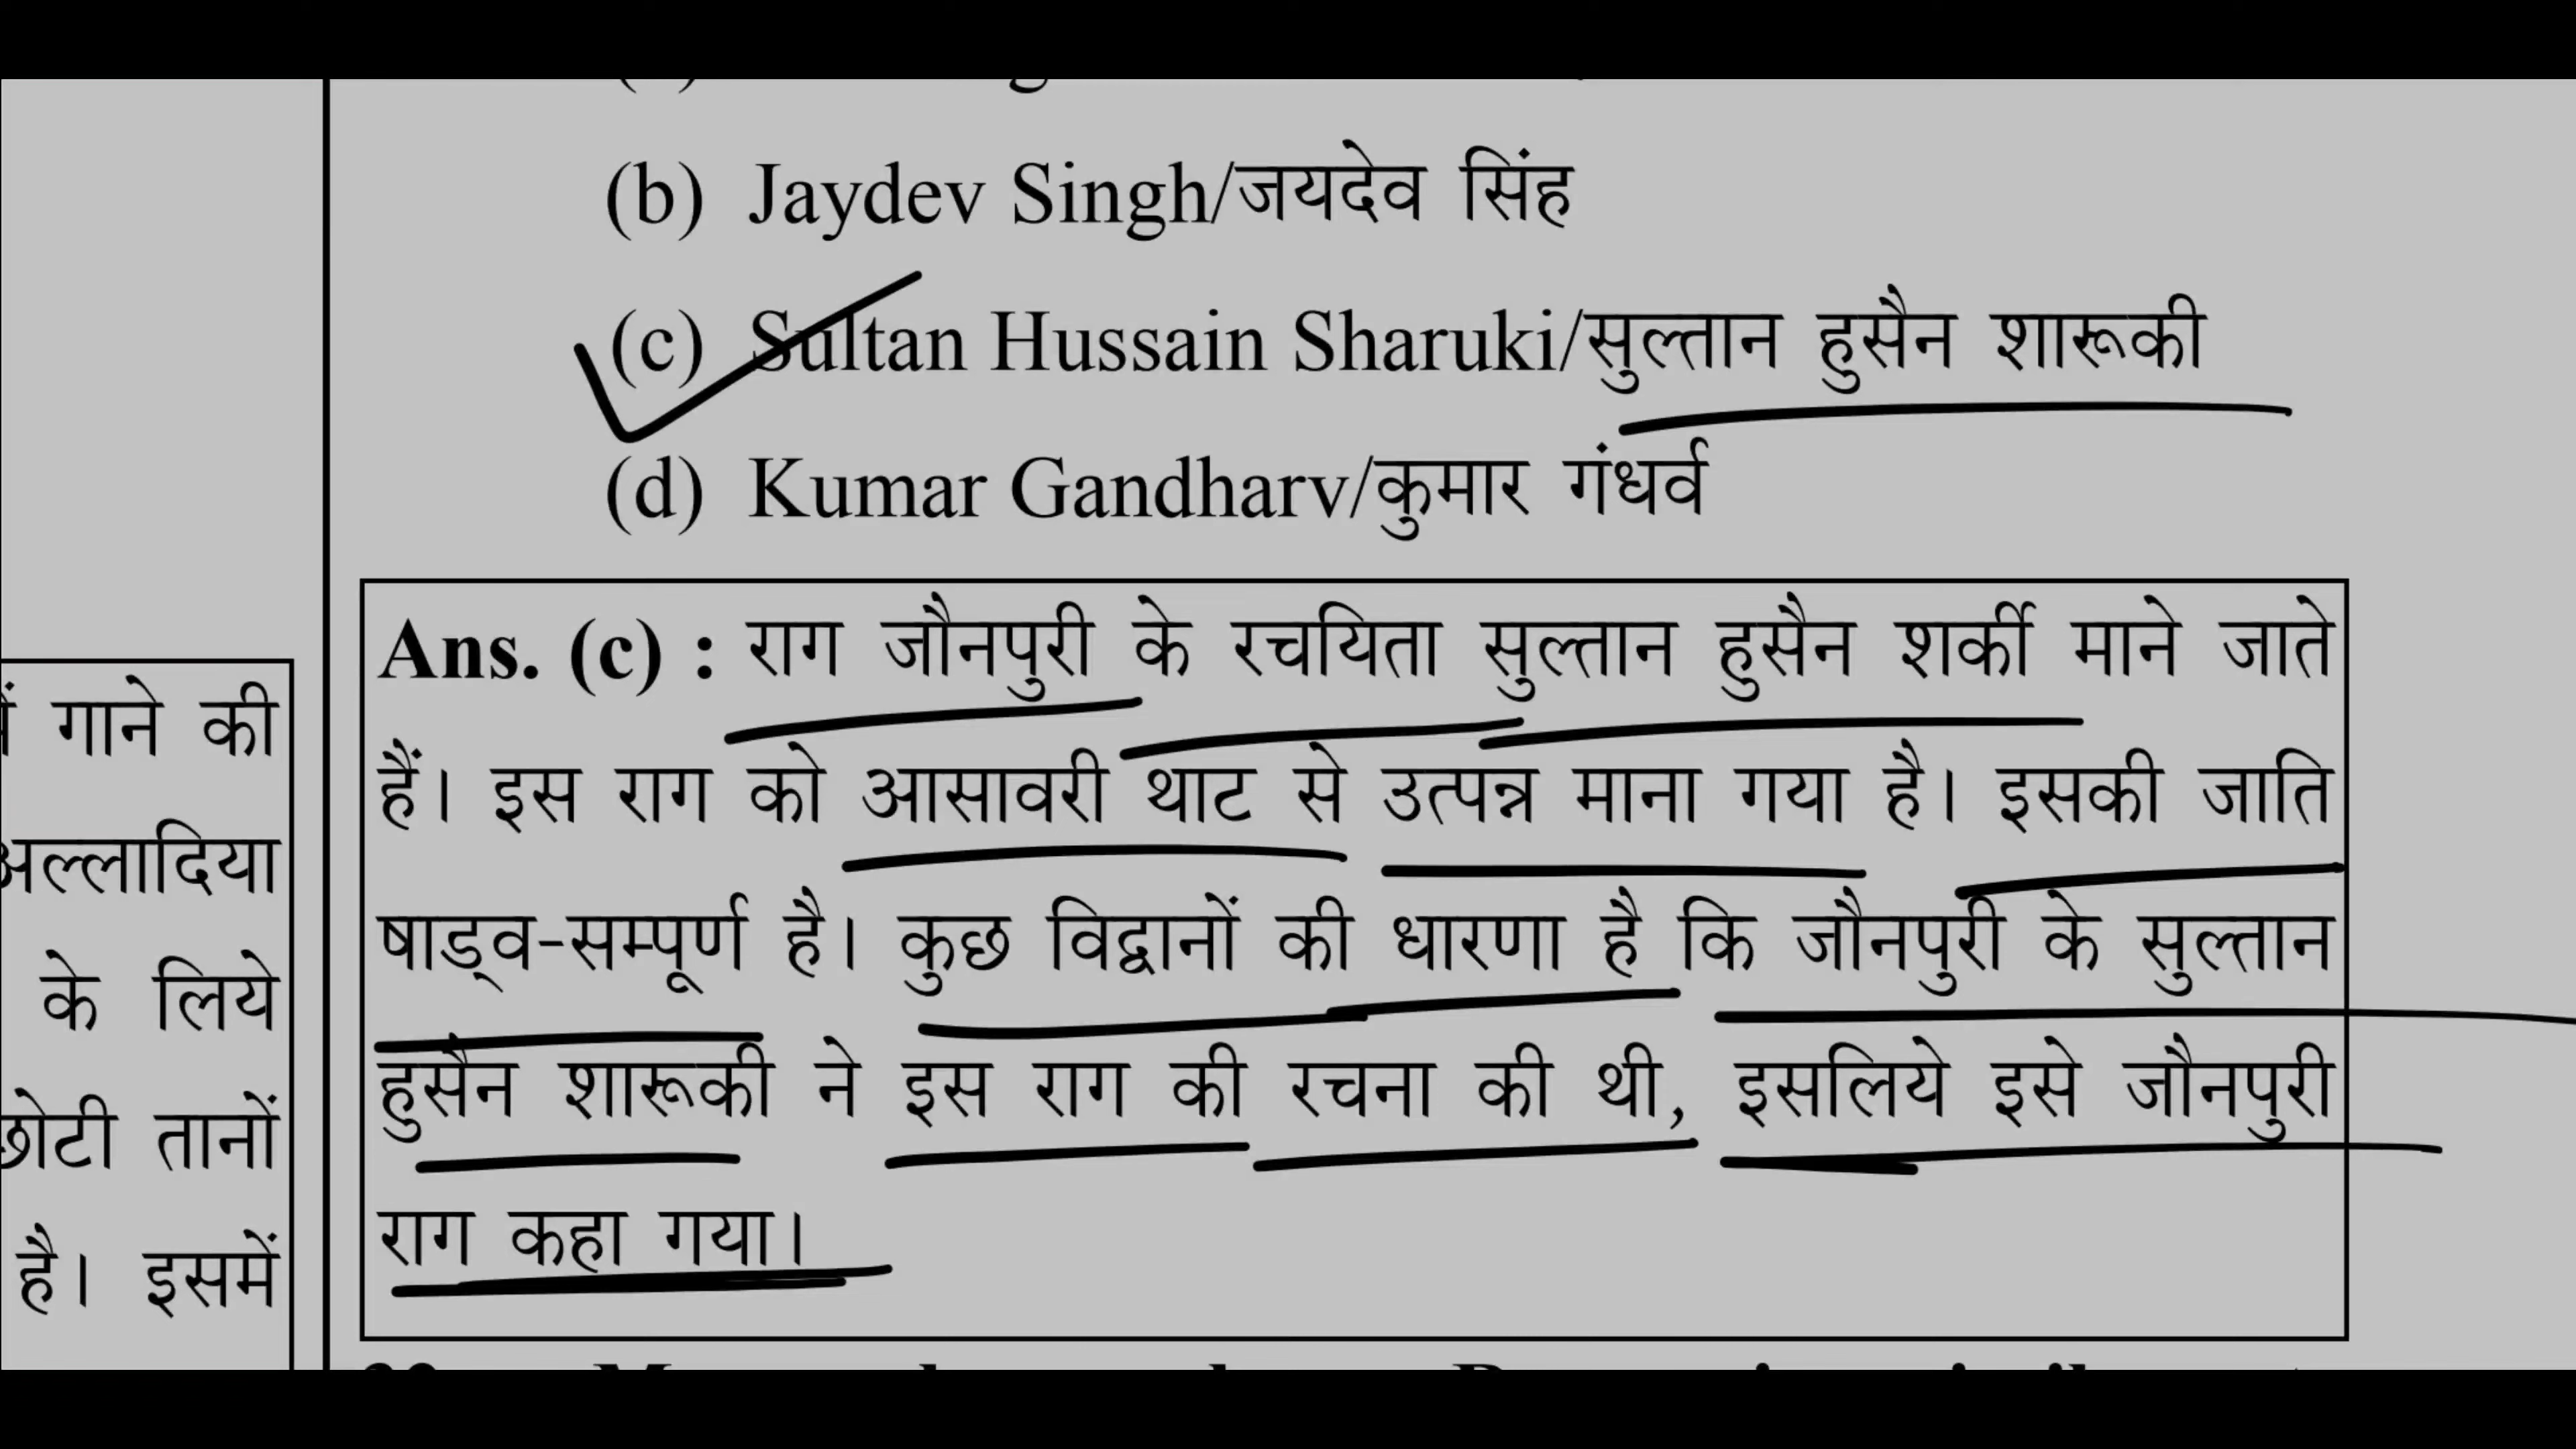 (b) Jaydev Singh/जयदेव सिंह
(c) Sultan Hussain Sharuki/सुल्तान हुसैन शारूकी
(d) Kumar Gandharv/कुमार गंधर्व
Ans. (c) : राग जौनपुरी के रचयिता सुल्तान हुसैन शर्की माने जाते
हैं। इस राग को आसावरी थाट से उत्पन्न माना गया है। इसकी जाति
षाड्व-सम्पूर्ण है। कुछ विद्वानों की धारणा है कि जौनपुरी के सुल्तान
हुसैन शारूकी ने इस राग की रचना की थी, इसलिये इसे जौनपुरी
राग कहा गया।
गाने की
अल्लादिया
के लिये
छोटी तानों
है। इसमें